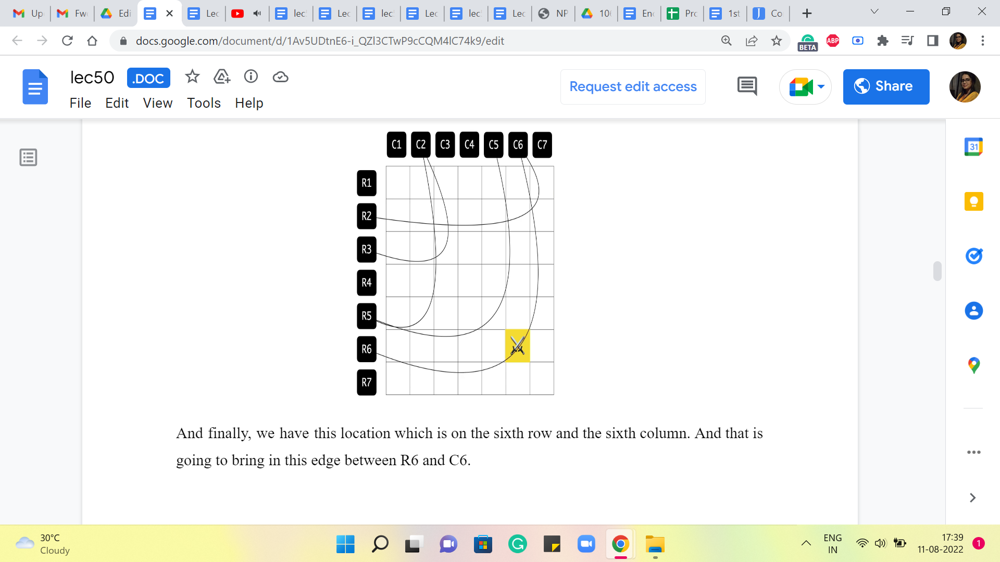 Up
Fw
Edi
Lec
lec
Lec
lec
Lec
lec
Lec
NP
10
En
Pro
1st
Co
docs.google.com/document/d/1Av5UDtnE6-i_QZl3CTwP9cCQM4lC74k9/edit
BETA
ABP
lec50 .DOC
Request edit access
Share
File Edit View Tools Help
31
C1 C2 C3 C4 C5 C6 C7
R1
R2
R3
R4
R5
R6
R7
And finally, we have this location which is on the sixth row and the sixth column. And that is
going to bring in this edge between R6 and C6.
30°C
Cloudy
ENG
IN
17:39
11-08-2022
1